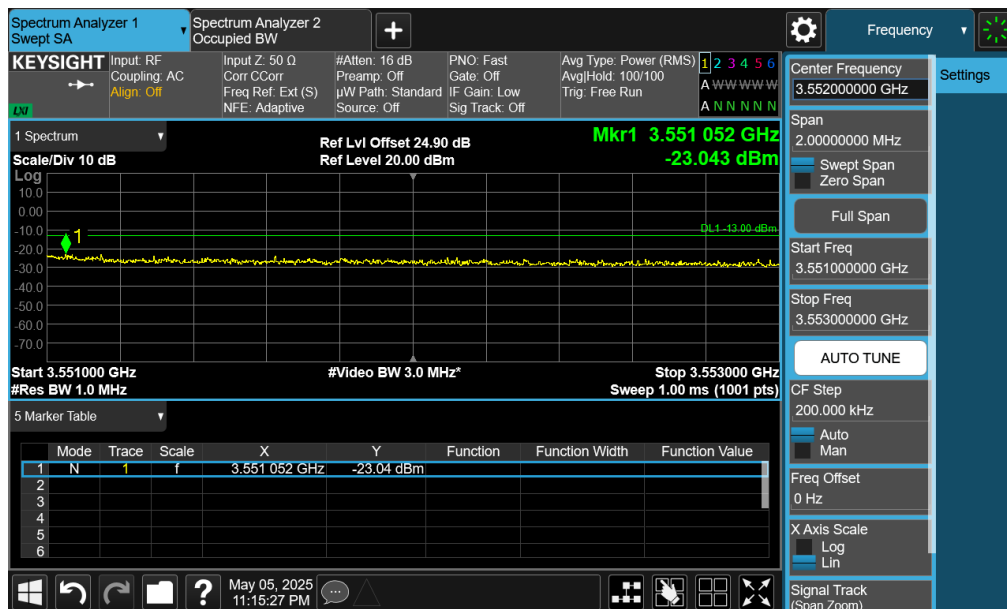 Spectrum Analyzer 1
Swept SA
Spectrum Analyzer 2
Occupied BW
Frequency
KEYSIGHT
LXI
Input: RF
Coupling: AC
Align: Off
Input Z: 50 Ω
Corr CCorr
Freq Ref: Ext (S)
NFE: Adaptive
#Atten: 16 dB
Preamp: Off
µW Path: Standard
Source: Off
PNO: Fast
Gate: Off
IF Gain: Low
Sig Track: Off
Avg Type: Power (RMS)
Avg|Hold: 100/100
Trig: Free Run
1 2 3 4 5 6
A W W W W W
A N N N N N
1 Spectrum
Scale/Div 10 dB
Ref Lvl Offset 24.90 dB
Ref Level 20.00 dBm
Mkr1 3.551 052 GHz
-23.043 dBm
Log
10.0
0.00
-10.0
-20.0
-30.0
-40.0
-50.0
-60.0
-70.0
1
DL1 -13.00 dBm
Start 3.551000 GHz
#Res BW 1.0 MHz
#Video BW 3.0 MHz*
Stop 3.553000 GHz
Sweep 1.00 ms (1001 pts)
5 Marker Table
Mode Trace Scale X Y Function Function Width Function Value
1 N 1 f 3.551 052 GHz -23.04 dBm
2
3
4
5
6
May 05, 2025
11:15:27 PM
Center Frequency
3.552000000 GHz
Span
2.00000000 MHz
Swept Span
Zero Span
Full Span
Start Freq
3.551000000 GHz
Stop Freq
3.553000000 GHz
AUTO TUNE
CF Step
200.000 kHz
Auto
Man
Freq Offset
0 Hz
X Axis Scale
Log
Lin
Signal Track
(Span Zoom)
Settings